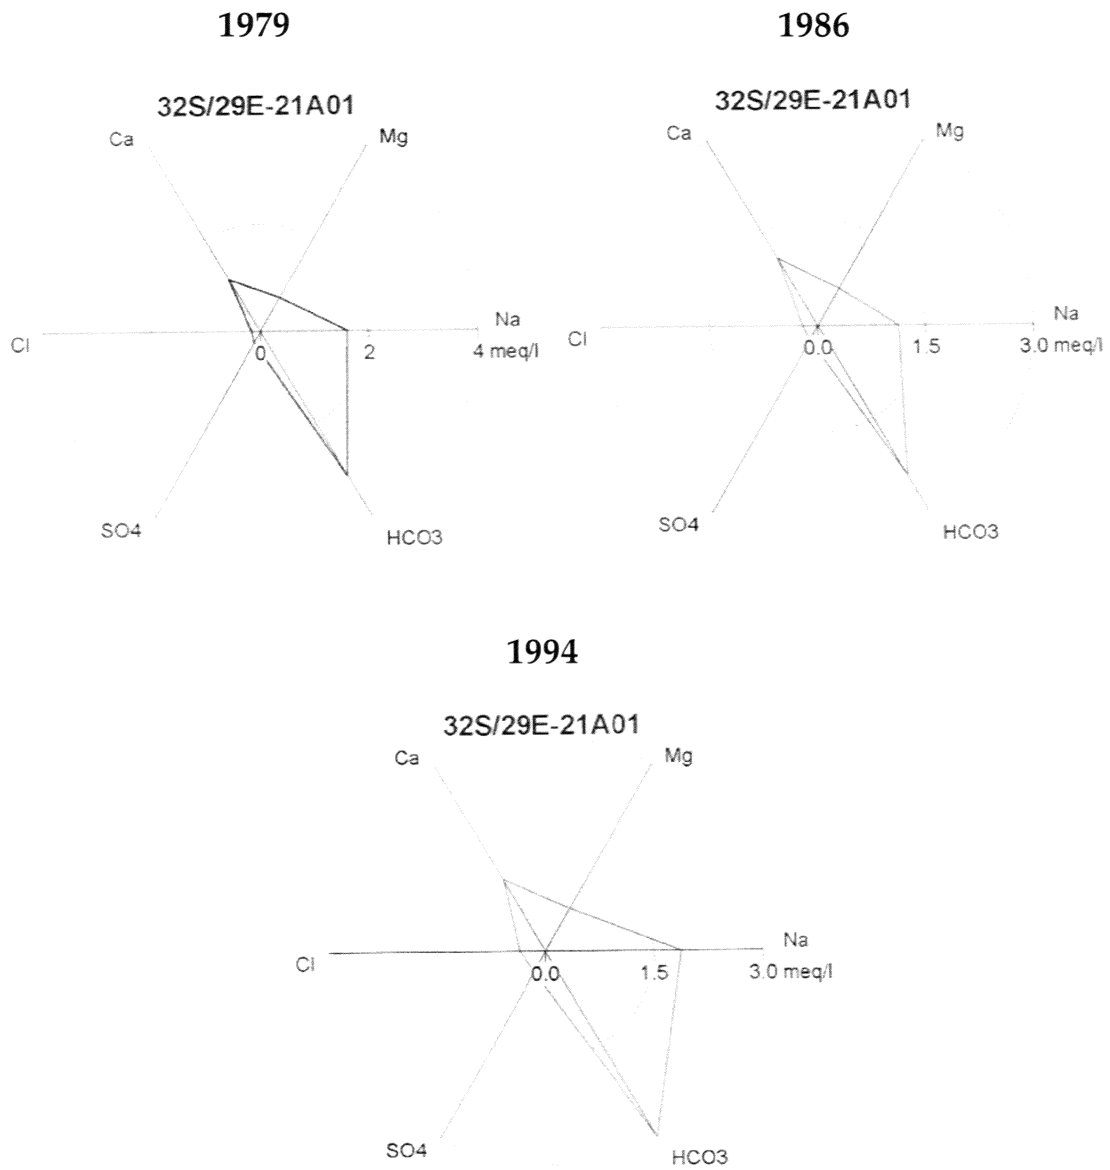 1979
1986
32S/29E-21A01
32S/29E-21A01
Ca
Mg
Ca
Mg
Na
Na
Cl
0
2
4 meq/l
Cl
0.0
1.5
3.0 meq/l
SO4
HCO3
SO4
HCO3
1994
32S/29E-21A01
Ca
Mg
Na
Cl
0.0
1.5
3.0 meq/l
SO4
HCO3